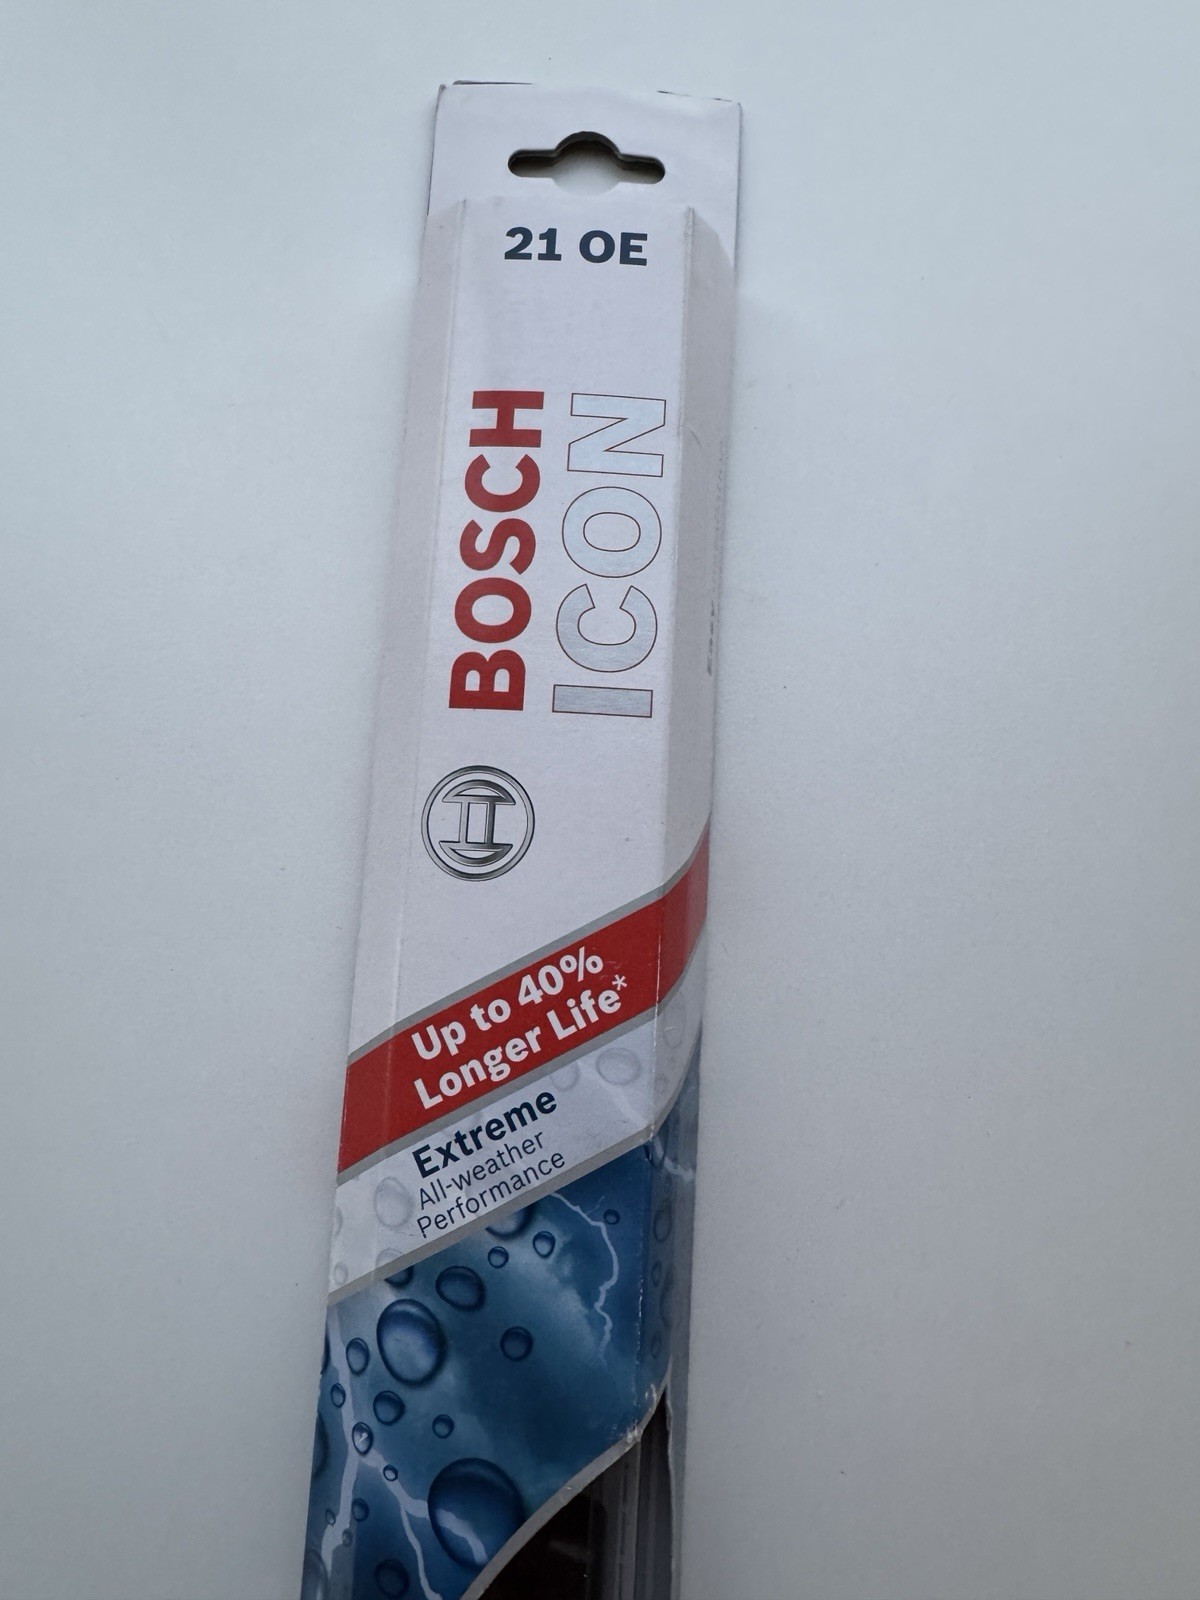 21 OE
BOSCH
ICON
Up to 40%
Longer Life*
Extreme
All-weather
Performance